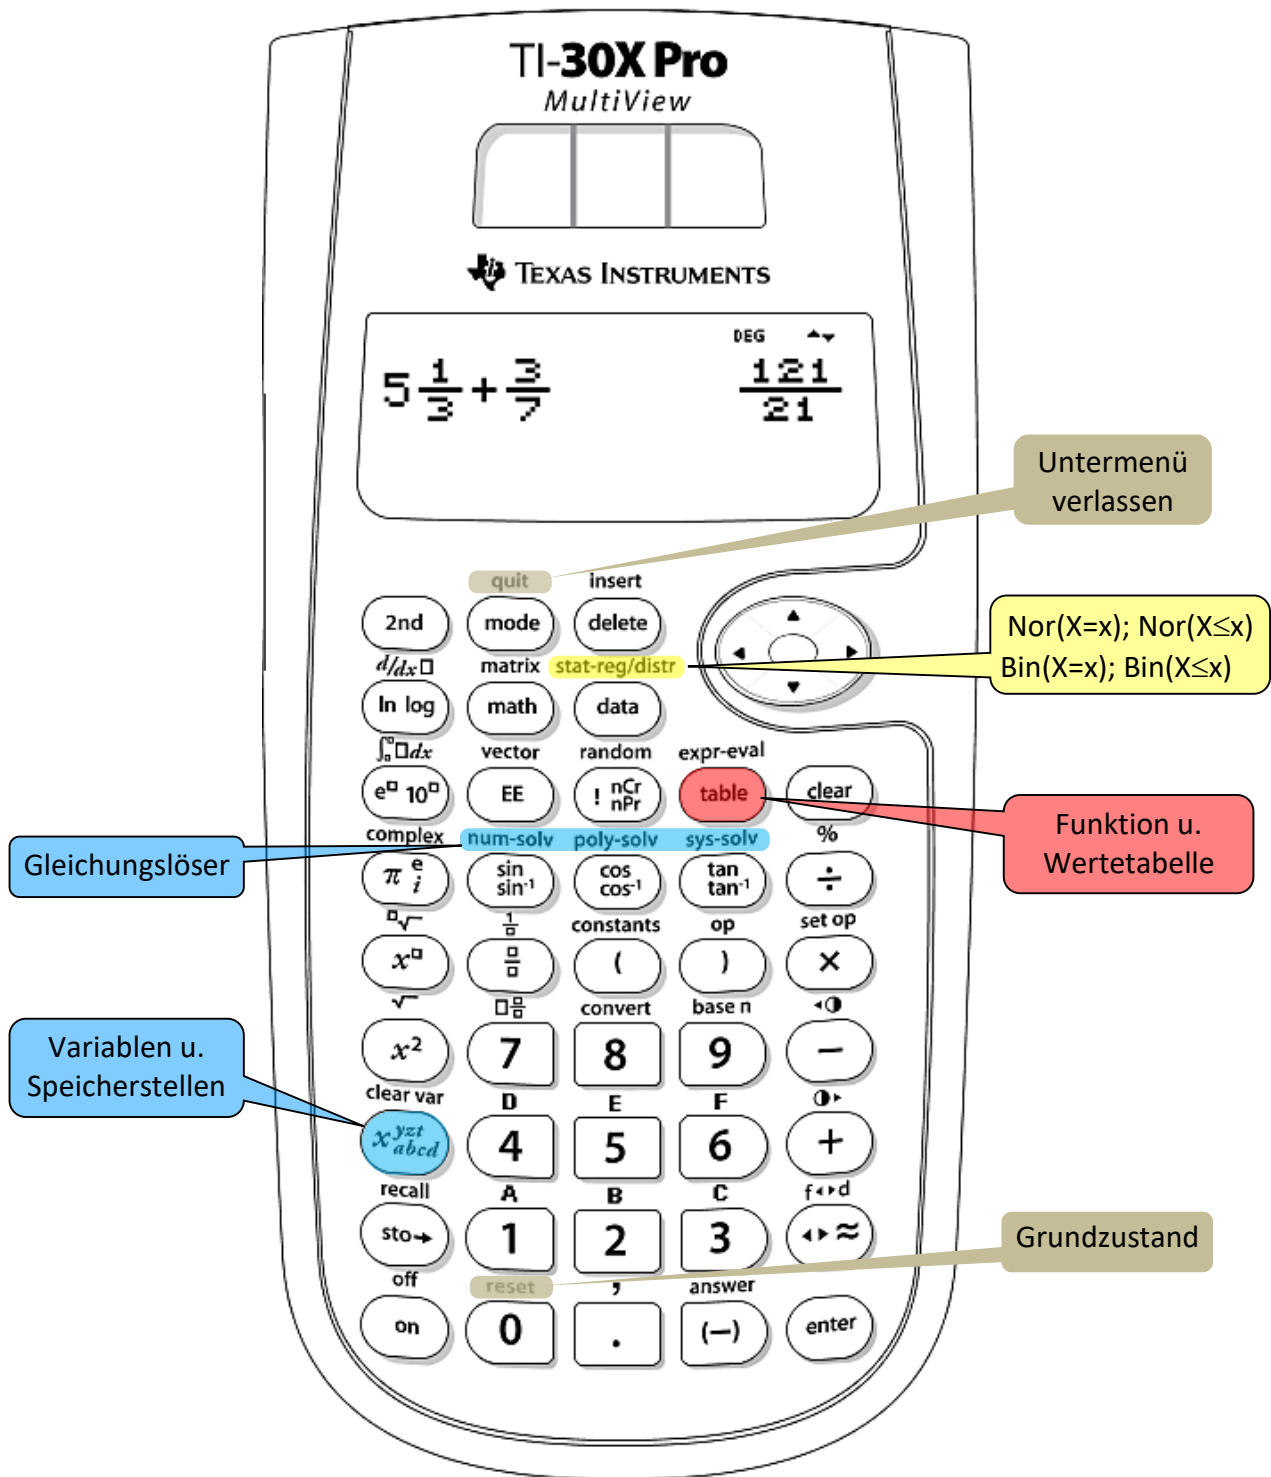 TI-30X Pro
MultiView
TEXAS INSTRUMENTS
DEG
5 1/3 + 3/7    121/21
Untermenü
verlassen
quit insert
2nd mode delete
Nor(X=x); Nor(X≤x)
Bin(X=x); Bin(X≤x)
d/dx□ matrix stat-reg/distr
ln log math data
∫□dx vector random expr-eval
e□ 10□ EE ! nCr nPr table clear
Funktion u.
Wertetabelle
complex num-solv poly-solv sys-solv %
Gleichungslöser
π e i sin sin-1 cos cos-1 tan tan-1 ÷
□√ 1/□ constants op set op
x□ □/□ ( ) ×
√ □□/□ convert base n ◂◑
Variablen u.
Speicherstellen
x² 7 8 9 −
clear var D E F ◑▸
x yzt abcd 4 5 6 +
recall A B C f◂▸d
sto→ 1 2 3 ◂▸≈
Grundzustand
off reset , answer
on 0 . (−) enter